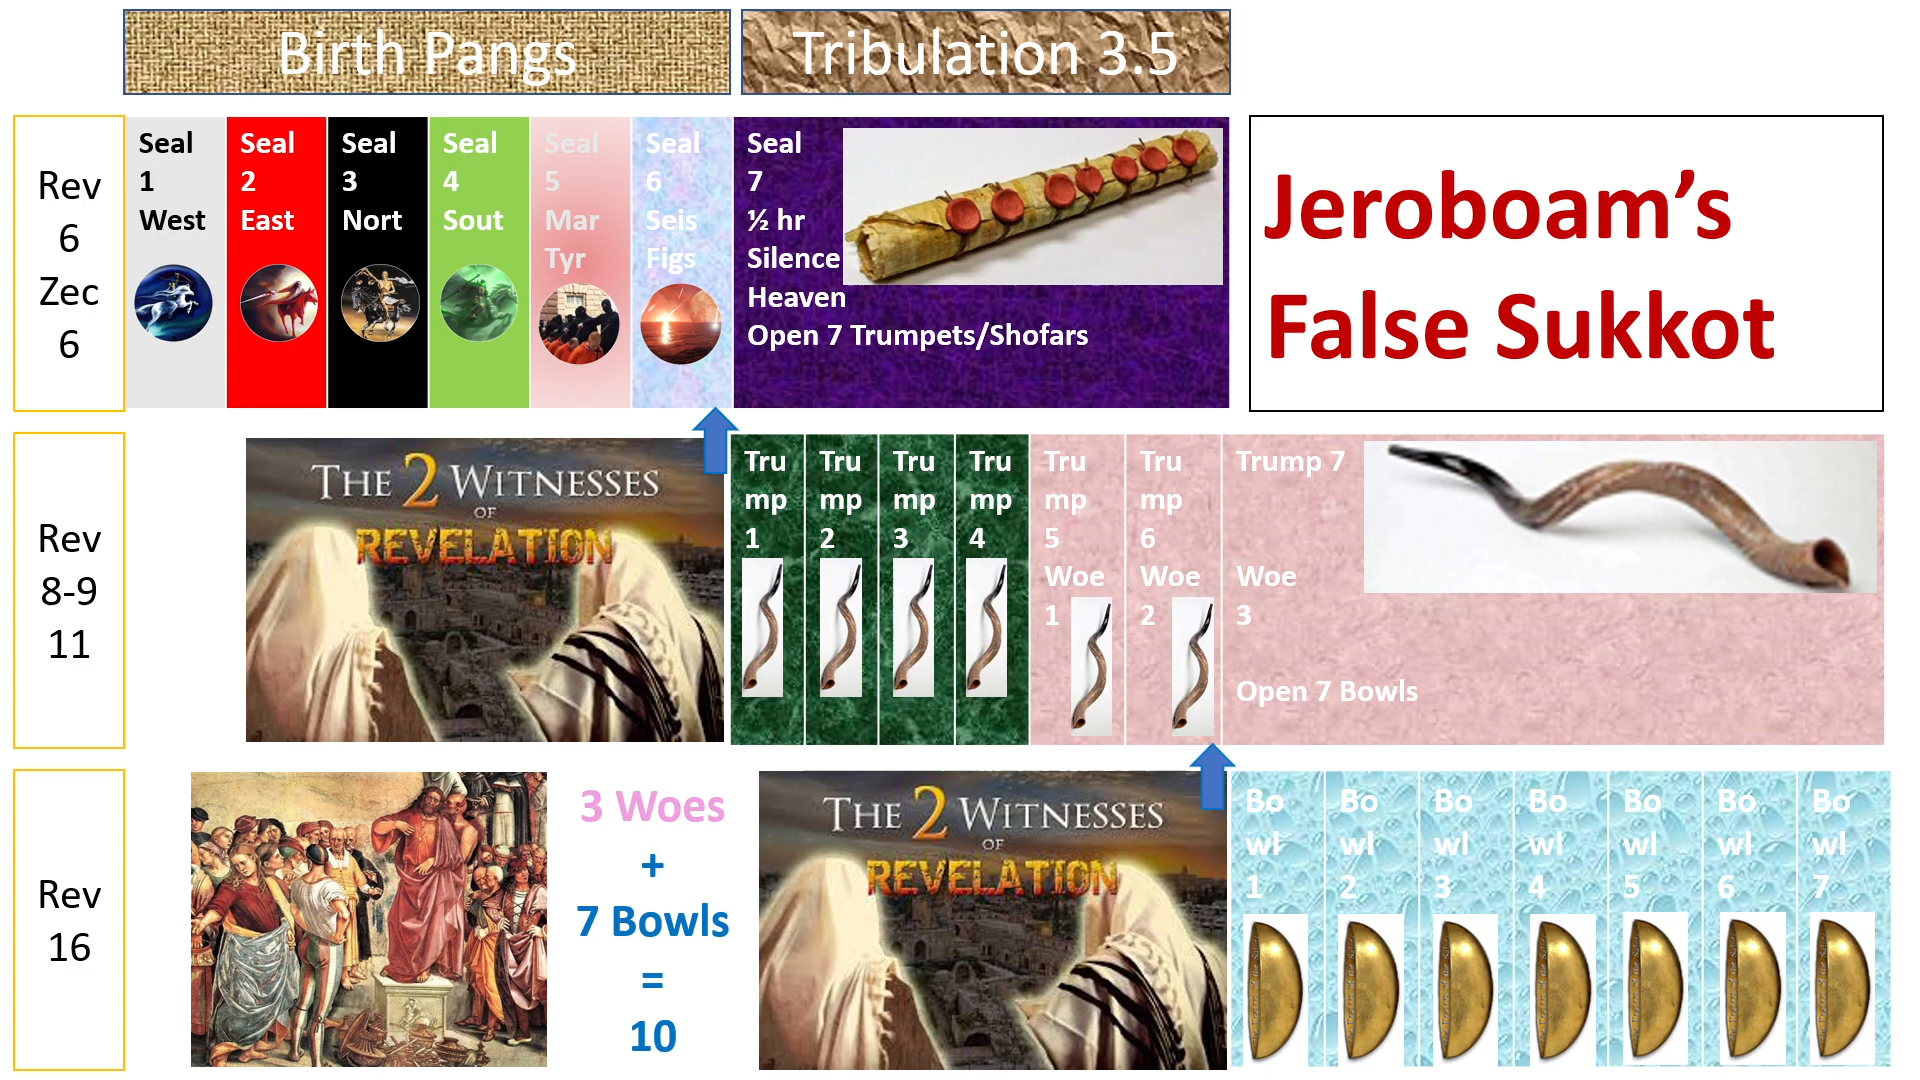 Birth Pangs
Tribulation 3.5
Rev
6
Zec
6
Seal
1
West
Seal
2
East
Seal
3
Nort
Seal
4
Sout
Seal
5
Mar
Tyr
Seal
6
Seis
Figs
Seal
7
½ hr
Silence
Heaven
Open 7 Trumpets/Shofars
Jeroboam’s
False Sukkot
Rev
8-9
11
THE 2 WITNESSES
OF
REVELATION
Tru
mp
1
Tru
mp
2
Tru
mp
3
Tru
mp
4
Tru
mp
5
Woe
1
Tru
mp
6
Woe
2
Trump 7
Woe
3
Open 7 Bowls
Rev
16
3 Woes
+
7 Bowls
=
10
THE 2 WITNESSES
OF
REVELATION
Bo
wl
1
Bo
wl
2
Bo
wl
3
Bo
wl
4
Bo
wl
5
Bo
wl
6
Bo
wl
7